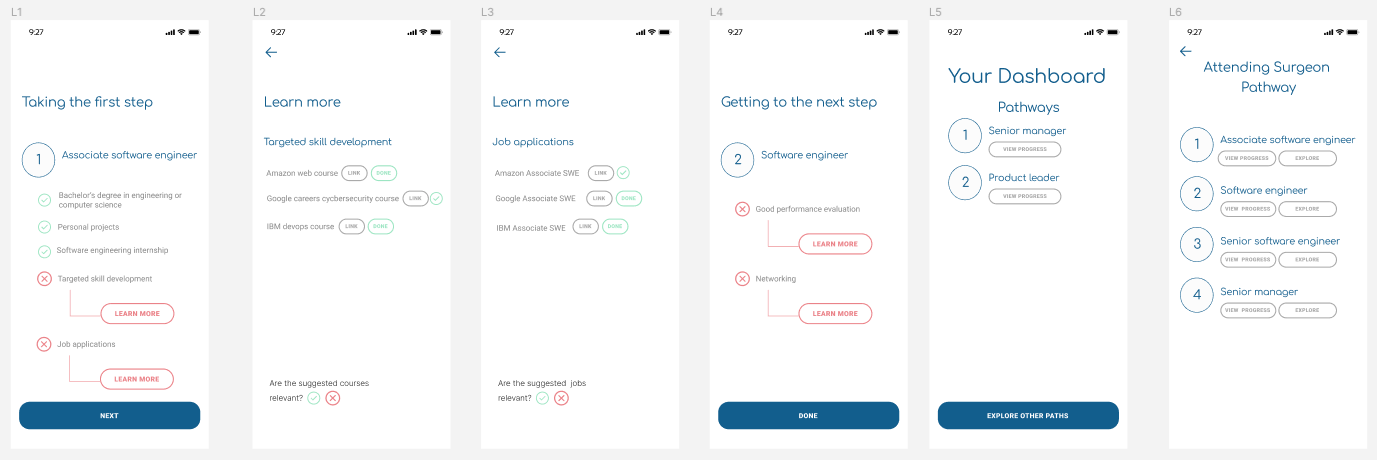 L1
9:27
Taking the first step
1
Associate software engineer
Bachelor's degree in engineering or
computer science
Personal projects
Software engineering internship
Targeted skill development
LEARN MORE
Job applications
LEARN MORE
NEXT
L2
9:27
Learn more
Targeted skill development
Amazon web course LINK DONE
Google careers cycbersecurity course LINK
IBM devops course LINK DONE
Are the suggested courses
relevant?
L3
9:27
Learn more
Job applications
Amazon Associate SWE LINK
Google Associate SWE LINK DONE
IBM Associate SWE LINK DONE
Are the suggested jobs
relevant?
L4
9:27
Getting to the next step
2
Software engineer
Good performance evaluation
LEARN MORE
Networking
LEARN MORE
DONE
L5
9:27
Your Dashboard
Pathways
1
Senior manager
VIEW PROGRESS
2
Product leader
VIEW PROGRESS
EXPLORE OTHER PATHS
L6
9:27
Attending Surgeon
Pathway
1
Associate software engineer
VIEW PROGRESS EXPLORE
2
Software engineer
VIEW PROGRESS EXPLORE
3
Senior software engineer
VIEW PROGRESS EXPLORE
4
Senior manager
VIEW PROGRESS EXPLORE